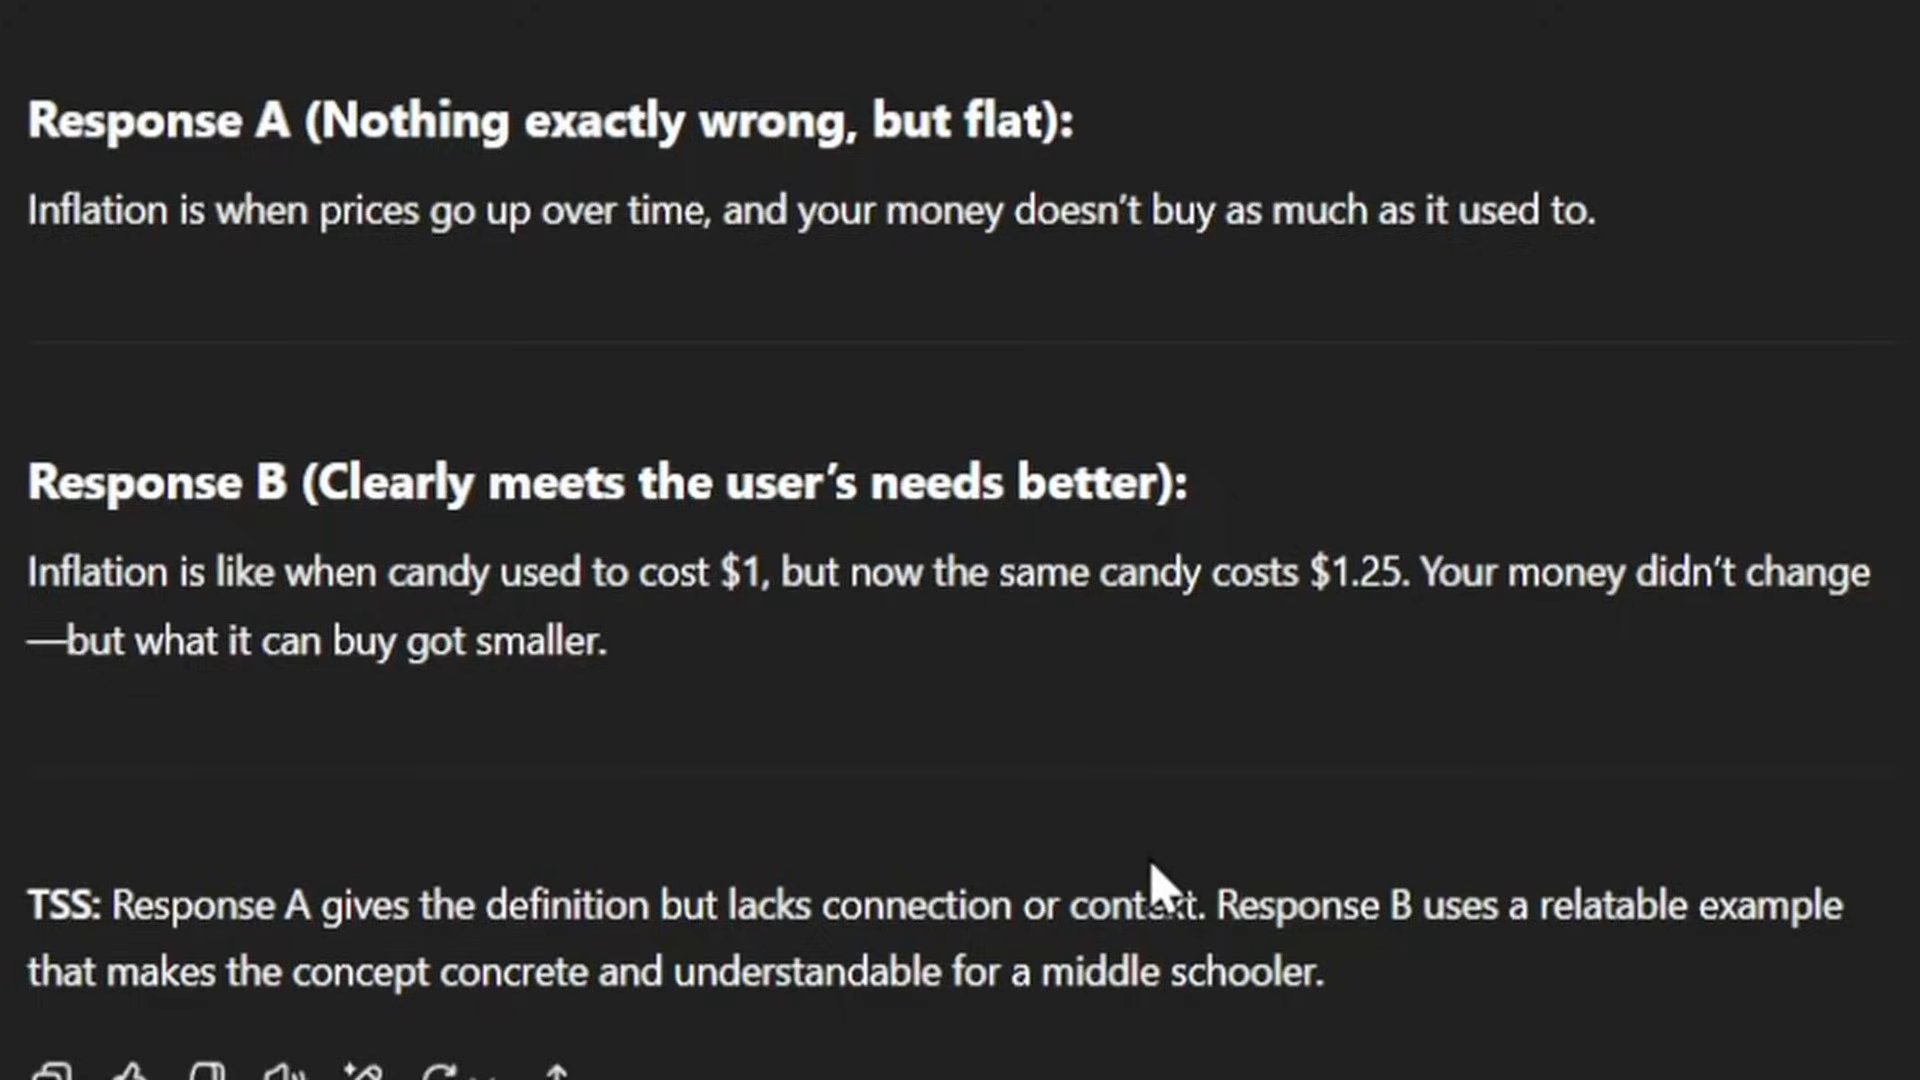 Response A (Nothing exactly wrong, but flat):
Inflation is when prices go up over time, and your money doesn’t buy as much as it used to.
Response B (Clearly meets the user’s needs better):
Inflation is like when candy used to cost $1, but now the same candy costs $1.25. Your money didn’t change
—but what it can buy got smaller.
TSS: Response A gives the definition but lacks connection or context. Response B uses a relatable example
that makes the concept concrete and understandable for a middle schooler.